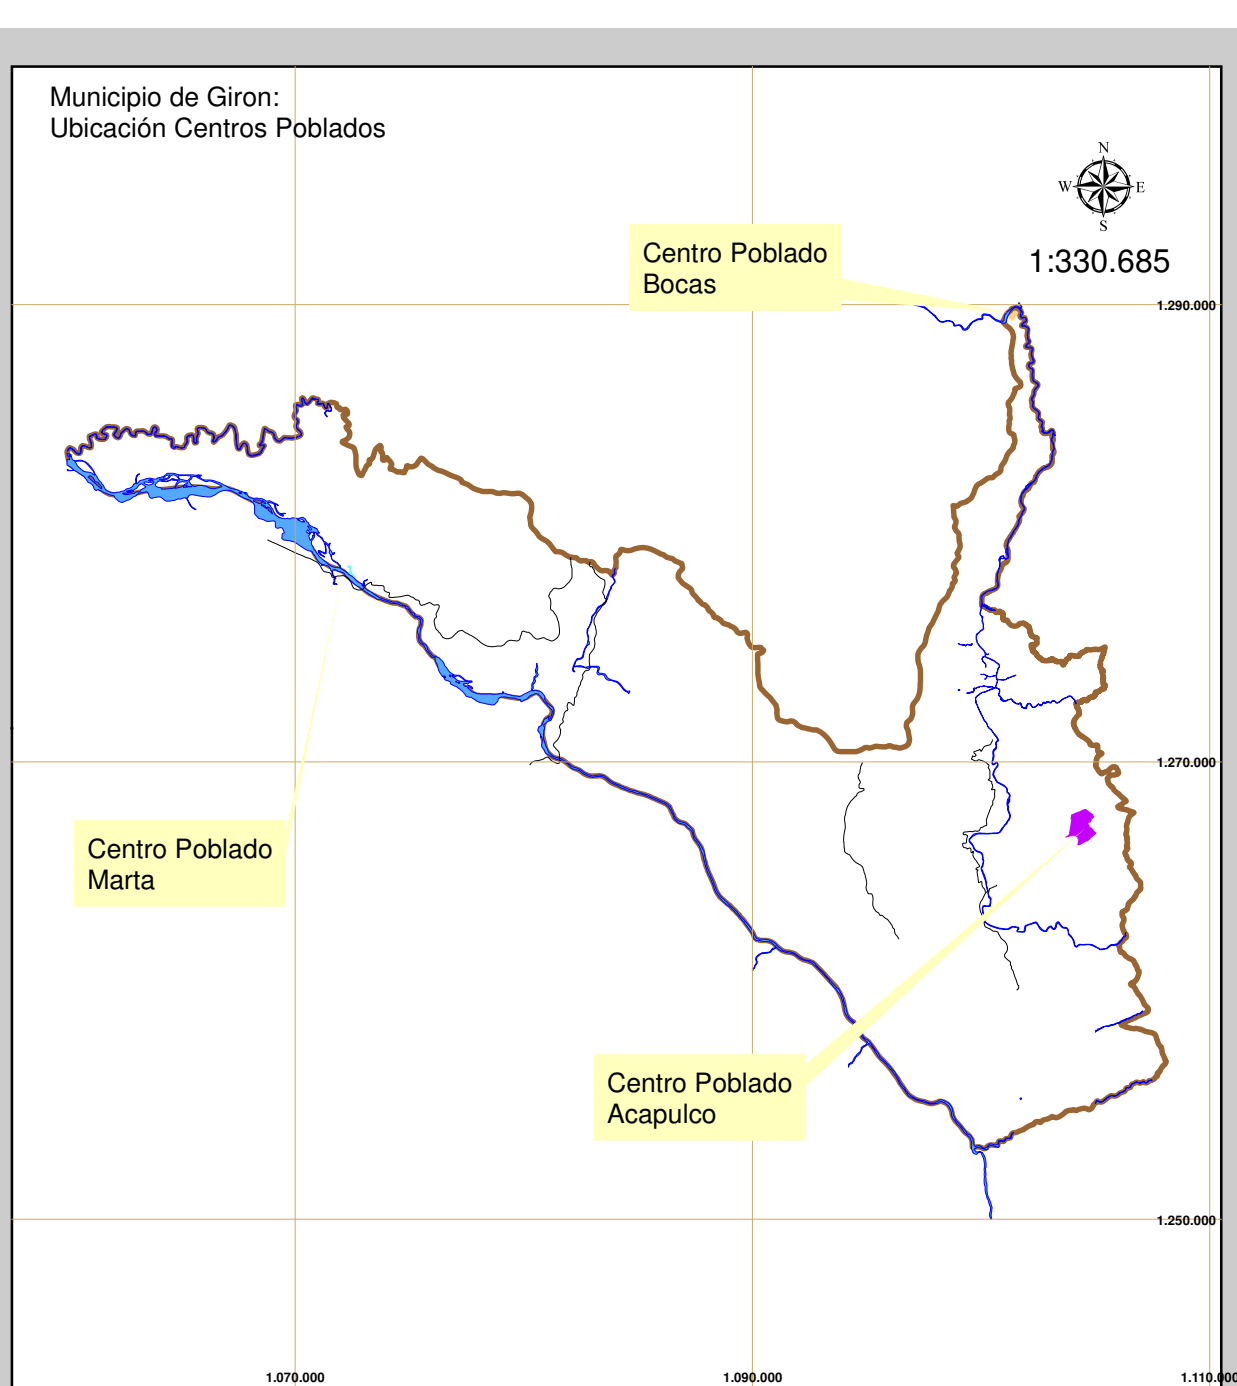 Municipio de Giron:
Ubicación Centros Poblados
N
W E
S
1:330.685
Centro Poblado
Bocas
1.290.000
1.270.000
Centro Poblado
Marta
Centro Poblado
Acapulco
1.250.000
1.070.000 1.090.000 1.110.000